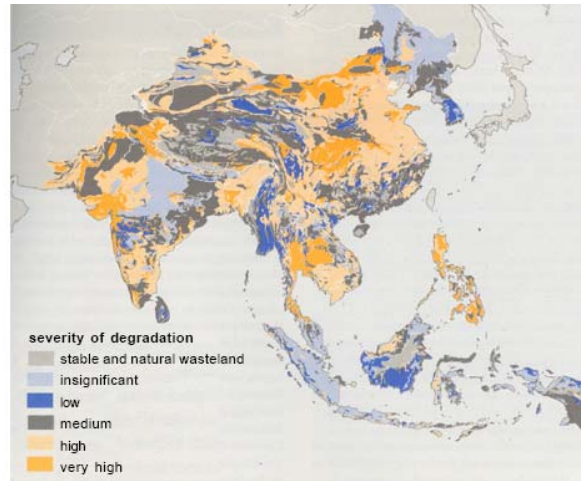 severity of degradation
stable and natural wasteland
insignificant
low
medium
high
very high